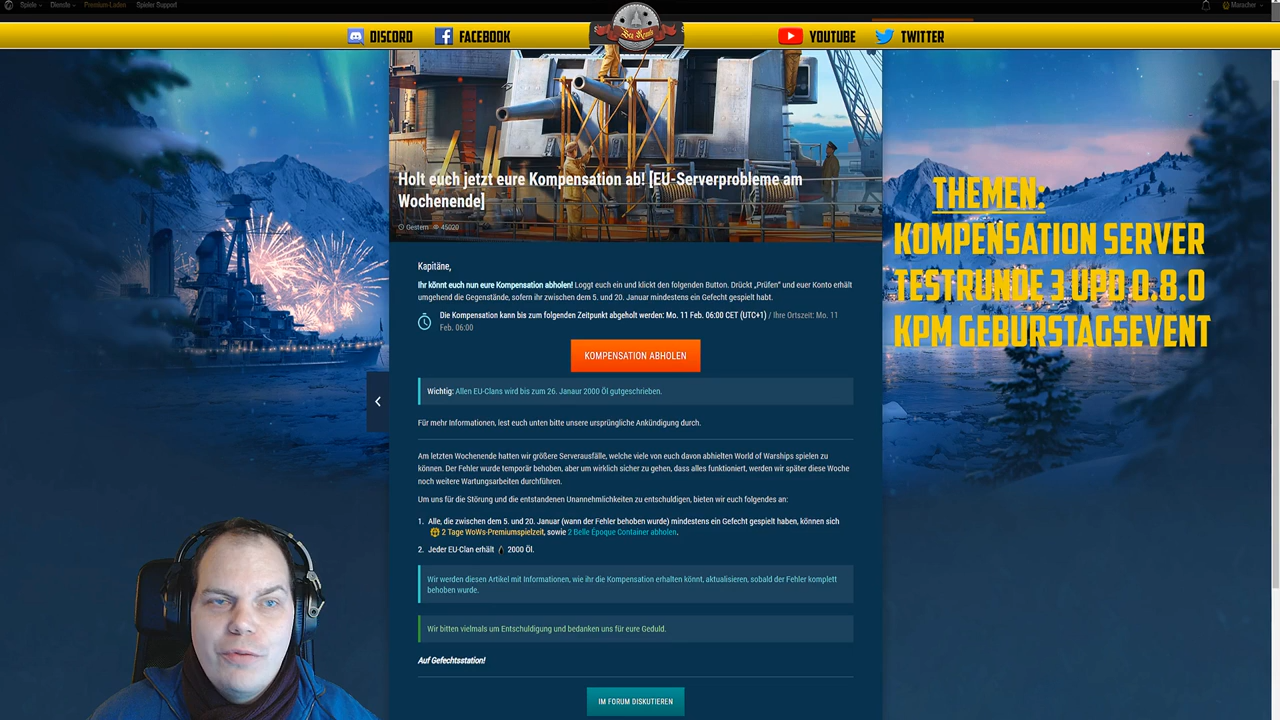 Spiele Dienste Premium-Laden Spieler Support Maracher
DISCORD FACEBOOK YOUTUBE TWITTER
Holt euch jetzt eure Kompensation ab! [EU-Serverprobleme am
Wochenende]
Gestern 45020
THEMEN:
KOMPENSATION SERVER
TESTRUNDE 3 UPD 0.8.0
KPM GEBURTSTAGSEVENT
Kapitäne,
Ihr könnt euch nun eure Kompensation abholen! Loggt euch ein und klickt den folgenden Button. Drückt „Prüfen" und euer Konto erhält
umgehend die Gegenstände, sofern ihr zwischen dem 5. und 20. Januar mindestens ein Gefecht gespielt habt.
Die Kompensation kann bis zum folgenden Zeitpunkt abgeholt werden: Mo. 11 Feb. 06:00 CET (UTC+1) / Ihre Ortszeit: Mo. 11
Feb. 06:00
KOMPENSATION ABHOLEN
Wichtig: Allen EU-Clans wird bis zum 26. Janaur 2000 Öl gutgeschrieben.
Für mehr Informationen, lest euch unten bitte unsere ursprüngliche Ankündigung durch.
Am letzten Wochenende hatten wir größere Serverausfälle, welche viele von euch davon abhielten World of Warships spielen zu
können. Der Fehler wurde temporär behoben, aber um wirklich sicher zu gehen, dass alles funktioniert, werden wir später diese Woche
noch weitere Wartungsarbeiten durchführen.
Um uns für die Störung und die entstandenen Unannehmlichkeiten zu entschuldigen, bieten wir euch folgendes an:
1. Alle, die zwischen dem 5. und 20. Januar (wann der Fehler behoben wurde) mindestens ein Gefecht gespielt haben, können sich
2 Tage WoWs-Premiumspielzeit, sowie 2 Belle Époque Container abholen.
2. Jeder EU-Clan erhält 2000 Öl.
Wir werden diesen Artikel mit Informationen, wie ihr die Kompensation erhalten könnt, aktualisieren, sobald der Fehler komplett
behoben wurde.
Wir bitten vielmals um Entschuldigung und bedanken uns für eure Geduld.
Auf Gefechtsstation!
IM FORUM DISKUTIEREN